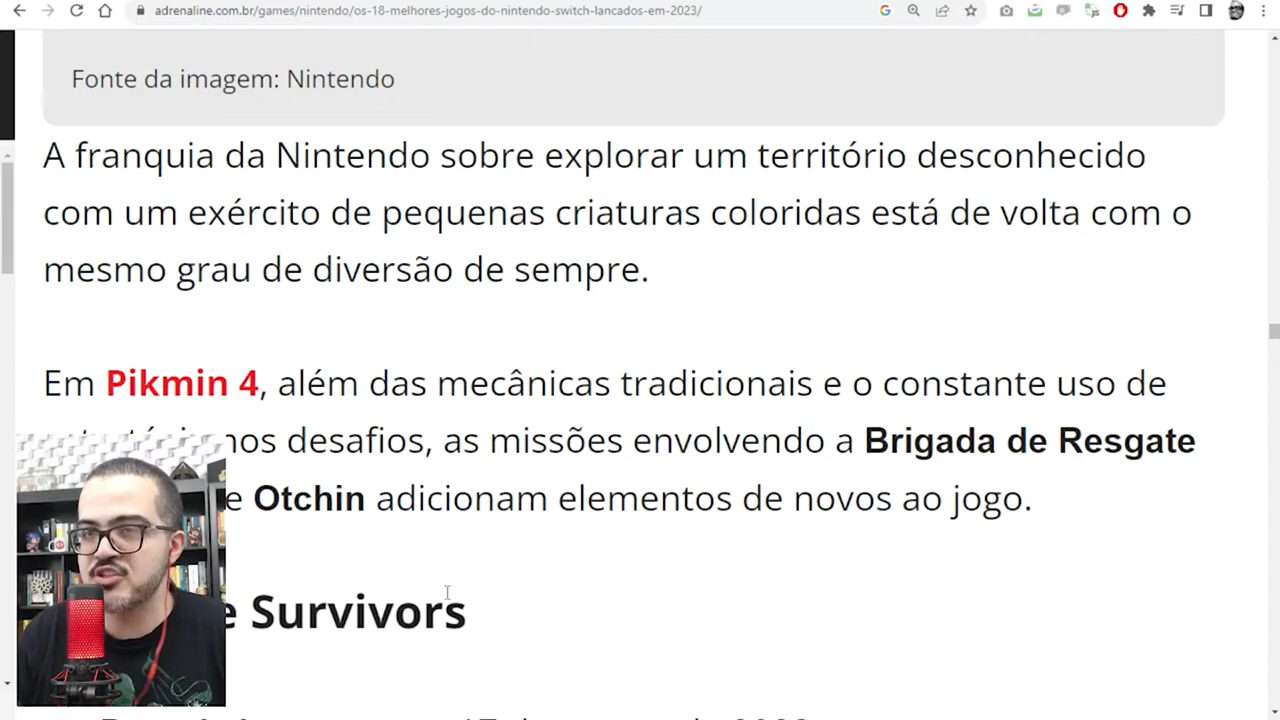 adrenaline.com.br/games/nintendo/os-18-melhores-jogos-do-nintendo-switch-lancados-em-2023/
Fonte da imagem: Nintendo
A franquia da Nintendo sobre explorar um território desconhecido
com um exército de pequenas criaturas coloridas está de volta com o
mesmo grau de diversão de sempre.
Em Pikmin 4, além das mecânicas tradicionais e o constante uso de
nos desafios, as missões envolvendo a Brigada de Resgate
e Otchin adicionam elementos de novos ao jogo.
e Survivors